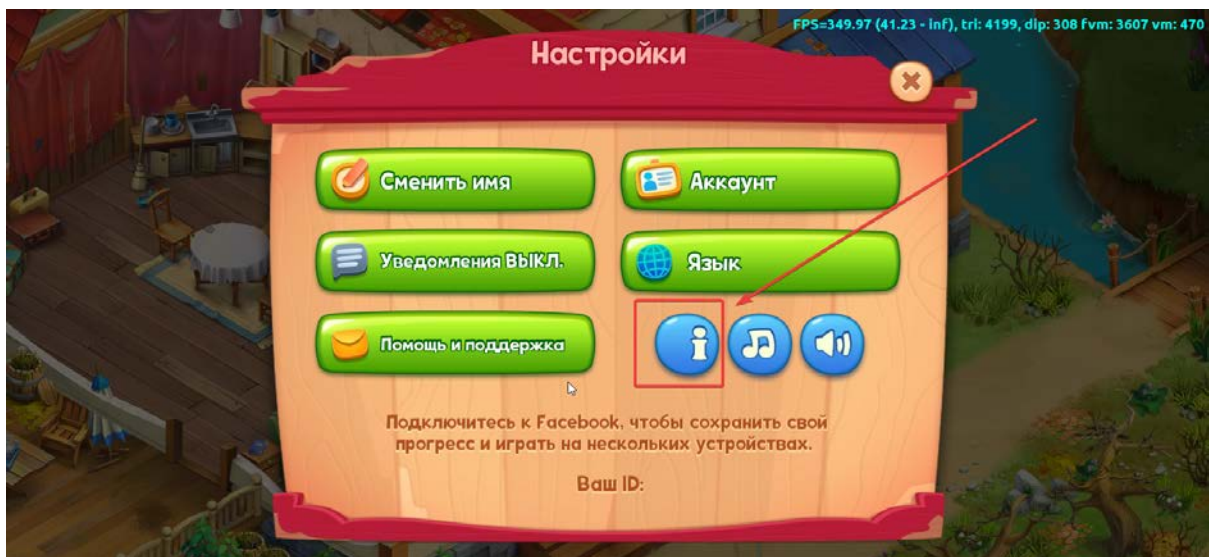 FPS=349.97 (41.23 - inf), tri: 4199, dip: 308 fvm: 3607 vm: 470
Настройки
Сменить имя
Аккаунт
Уведомления ВЫКЛ.
Язык
Помощь и поддержка
i
Подключитесь к Facebook, чтобы сохранить свой
прогресс и играть на нескольких устройствах.
Ваш ID: